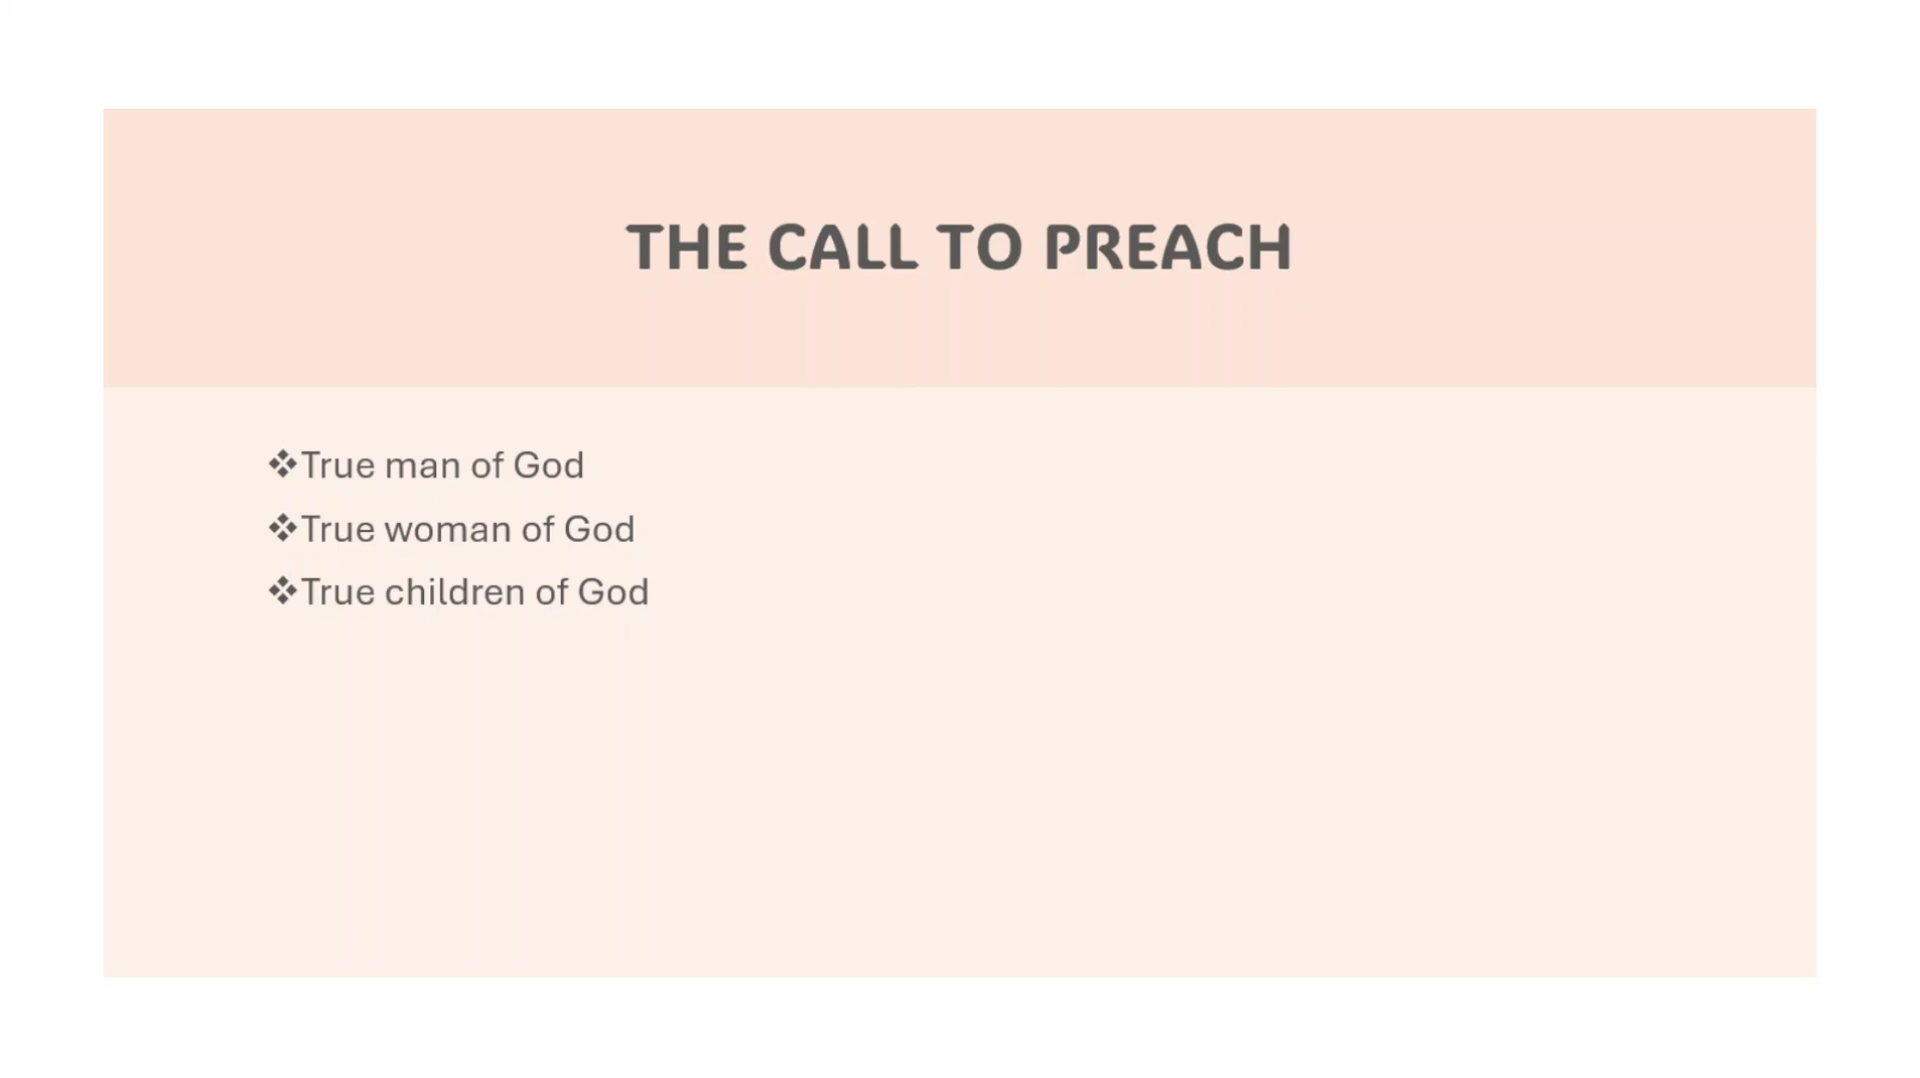 THE CALL TO PREACH
❖True man of God
❖True woman of God
❖True children of God